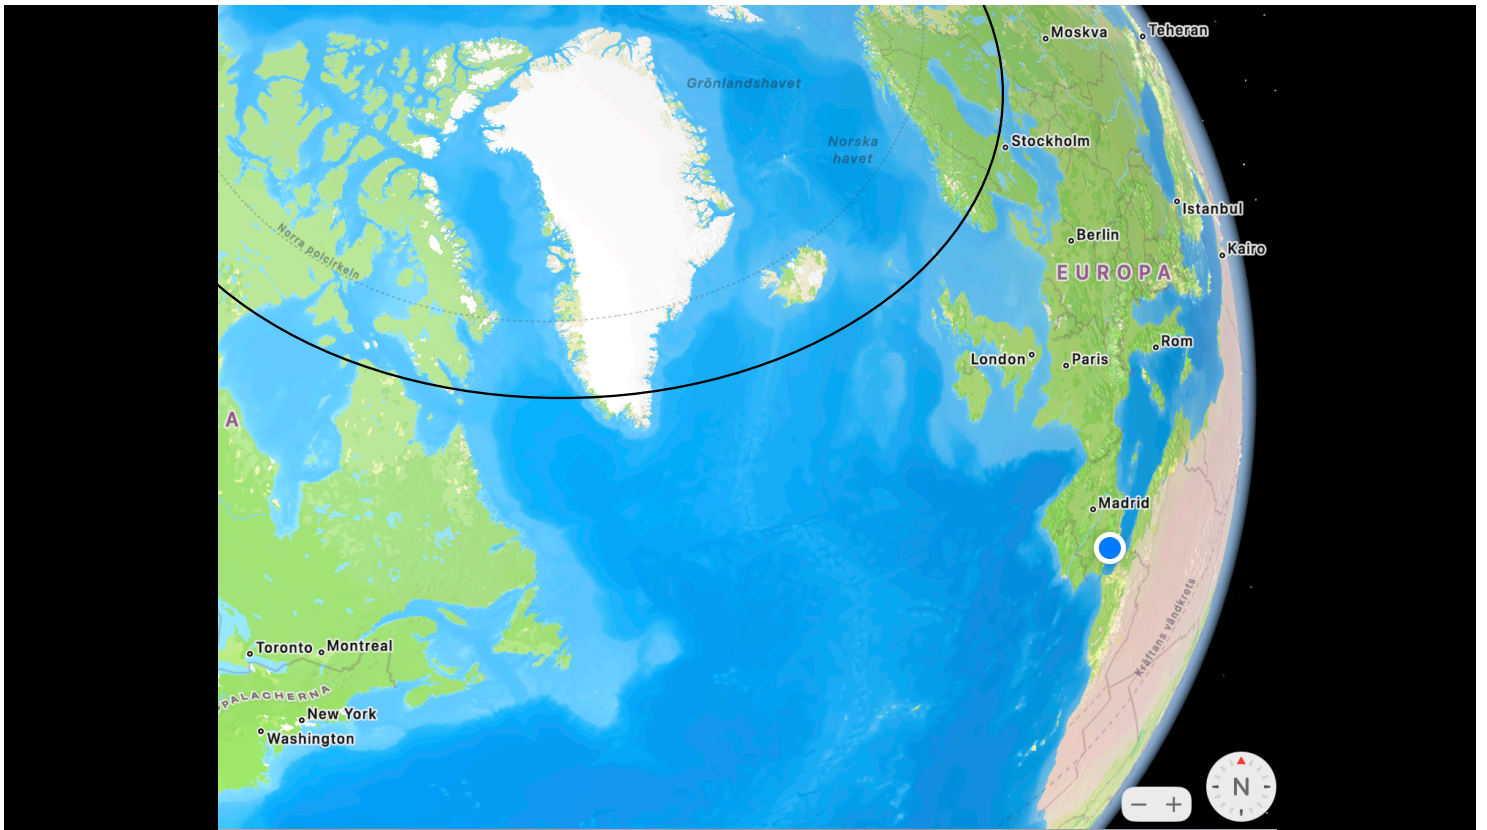 Moskva
Teheran
Grönlandshavet
Stockholm
Norska
havet
Istanbul
Berlin
Kairo
EUROPA
Norra polcirkeln
Rom
London
Paris
A
Madrid
Kräftans vändkrets
Toronto
Montreal
PALACHERNA
New York
Washington
N